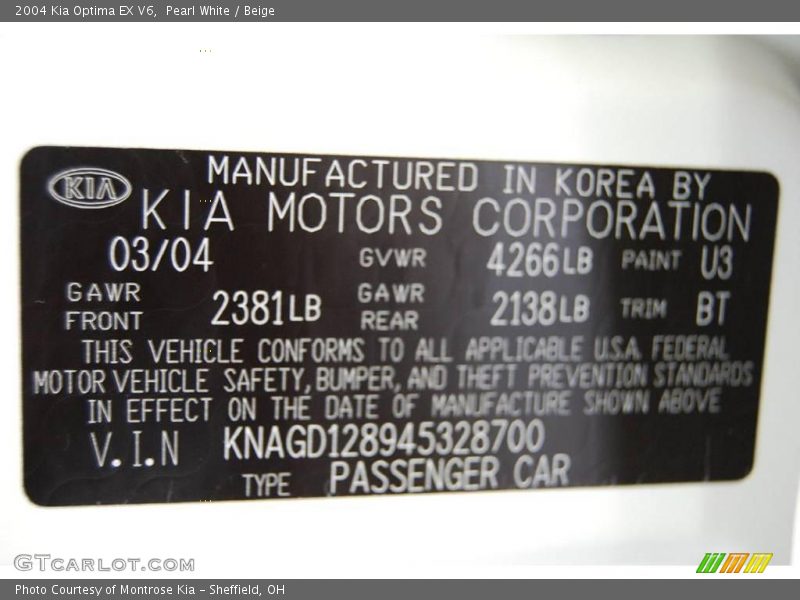 2004 Kia Optima EX V6,  Pearl White / Beige
KIA
MANUFACTURED IN KOREA BY
KIA MOTORS CORPORATION
03/04 GVWR 4266LB PAINT U3
GAWR FRONT 2381LB GAWR REAR 2138LB TRIM BT
THIS VEHICLE CONFORMS TO ALL APPLICABLE U.S.A. FEDERAL
MOTOR VEHICLE SAFETY, BUMPER, AND THEFT PREVENTION STANDARDS
IN EFFECT ON THE DATE OF MANUFACTURE SHOWN ABOVE
V.I.N KNAGD128945328700
TYPE PASSENGER CAR
GTCARLOT.COM
Photo Courtesy of Montrose Kia - Sheffield, OH